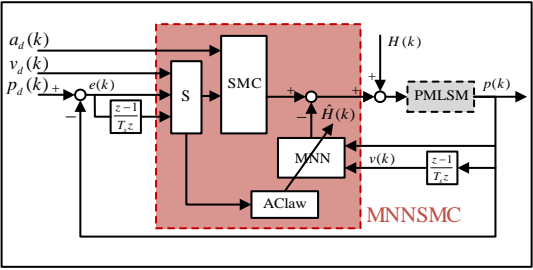 a_d(k)
v_d(k)
p_d(k) + e(k)
−
z−1
T_s z
S
SMC
+ + +
−
Ĥ(k)
H(k)
+
PMLSM
p(k)
MNN
v(k)
z−1
T_s z
AClaw
MNNSMC